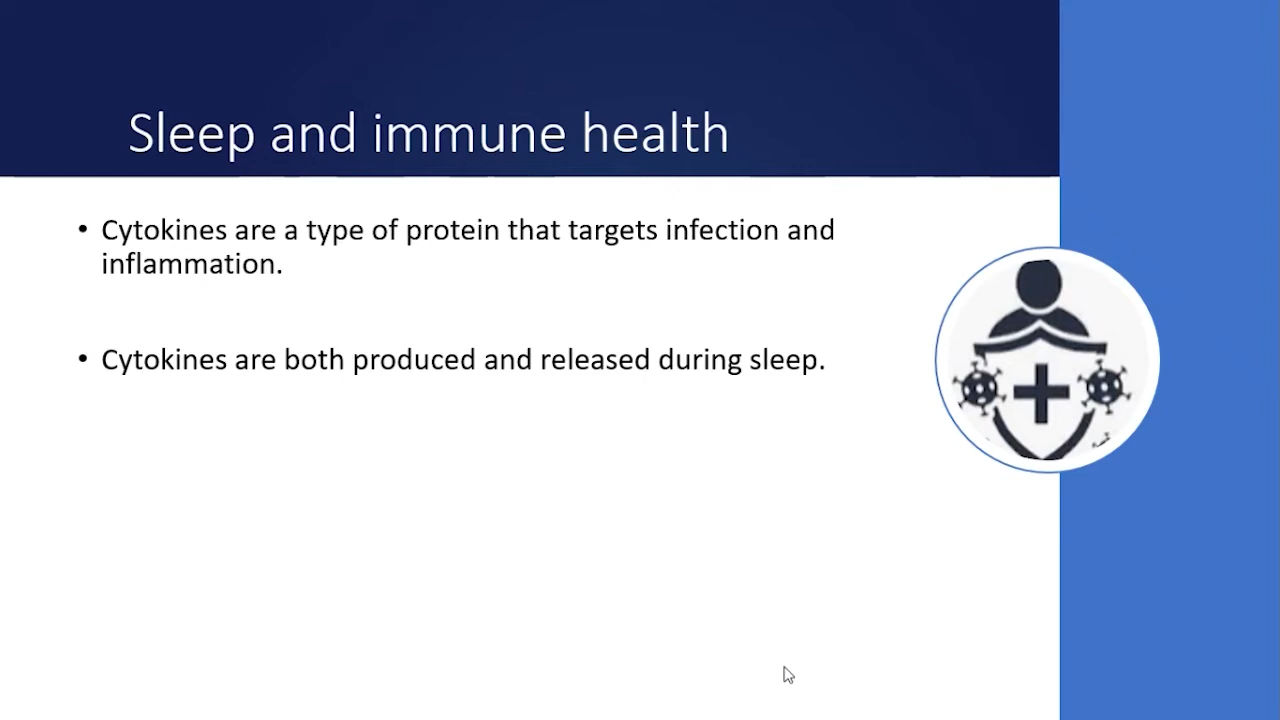 Sleep and immune health
• Cytokines are a type of protein that targets infection and
inflammation.
• Cytokines are both produced and released during sleep.